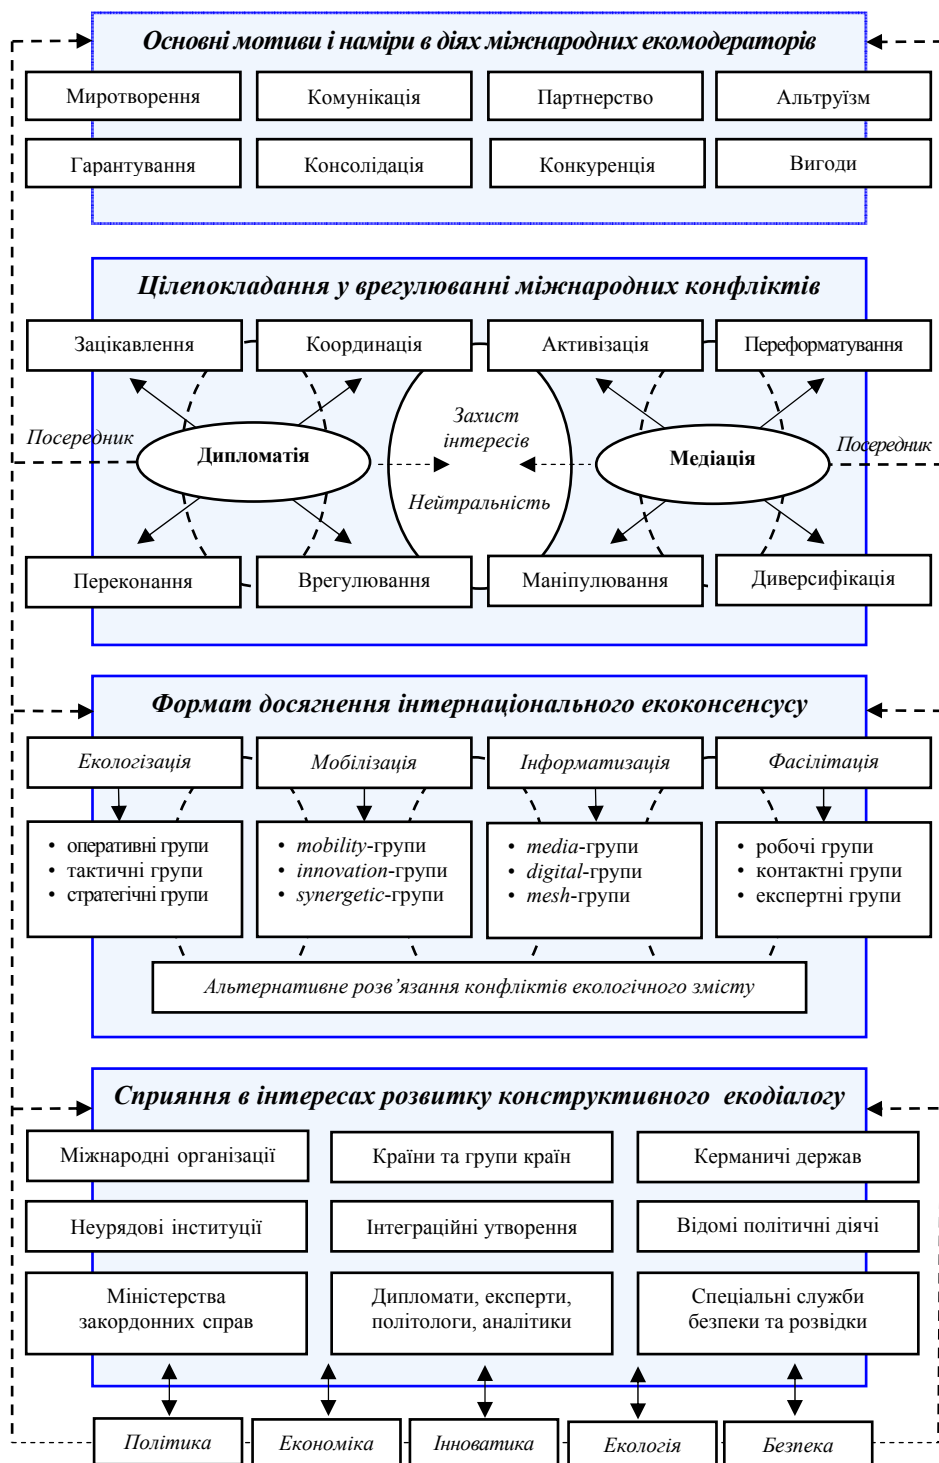 Основні мотиви і наміри в діях міжнародних екомодераторів
Миротворення
Комунікація
Партнерство
Альтруїзм
Гарантування
Консолідація
Конкуренція
Вигоди
Цілепокладання у врегулюванні міжнародних конфліктів
Зацікавлення
Координація
Активізація
Переформатування
Посередник
Дипломатія
Захист
інтересів
Нейтральність
Медіація
Посередник
Переконання
Врегулювання
Маніпулювання
Диверсифікація
Формат досягнення інтернаціонального екоконсенсусу
Екологізація
Мобілізація
Інформатизація
Фасілітація
• оперативні групи
• тактичні групи
• стратегічні групи
• mobility-групи
• innovation-групи
• synergetic-групи
• media-групи
• digital-групи
• mesh-групи
• робочі групи
• контактні групи
• експертні групи
Альтернативне розв’язання конфліктів екологічного змісту
Сприяння в інтересах розвитку конструктивного екодіалогу
Міжнародні організації
Країни та групи країн
Керманичі держав
Неурядові інституції
Інтеграційні утворення
Відомі політичні діячі
Міністерства
закордонних справ
Дипломати, експерти,
політологи, аналітики
Спеціальні служби
безпеки та розвідки
Політика
Економіка
Інноватика
Екологія
Безпека